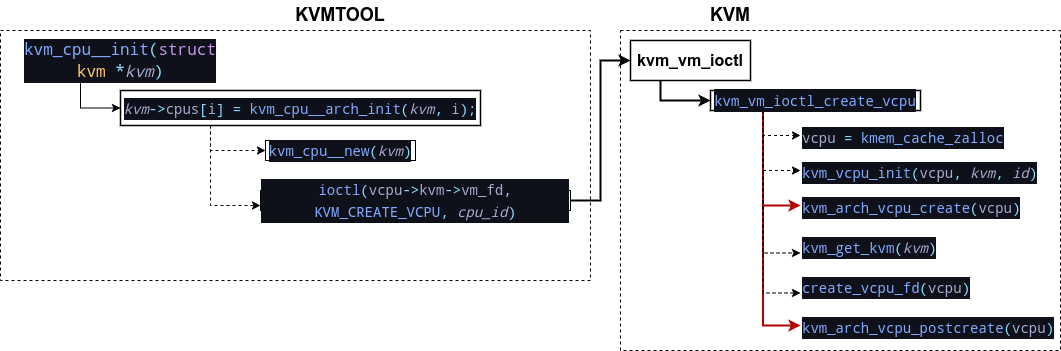 KVMTOOL
kvm_cpu__init(struct
kvm *kvm)
kvm->cpus[i] = kvm_cpu__arch_init(kvm, i);
kvm_cpu__new(kvm)
ioctl(vcpu->kvm->vm_fd,
KVM_CREATE_VCPU, cpu_id)
KVM
kvm_vm_ioctl
kvm_vm_ioctl_create_vcpu
vcpu = kmem_cache_zalloc
kvm_vcpu_init(vcpu, kvm, id)
kvm_arch_vcpu_create(vcpu)
kvm_get_kvm(kvm)
create_vcpu_fd(vcpu)
kvm_arch_vcpu_postcreate(vcpu)